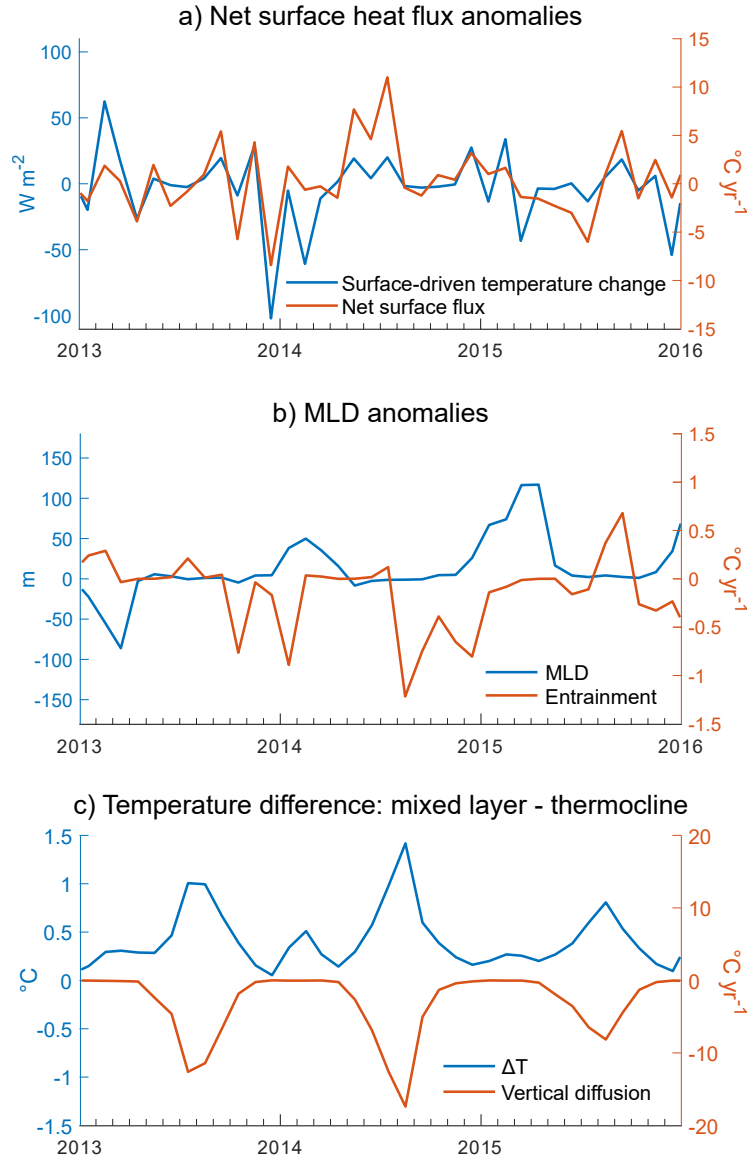 a) Net surface heat flux anomalies
100
50
0
-50
-100
W m-2
15
10
5
0
-5
-10
-15
°C yr-1
Surface-driven temperature change
Net surface flux
2013 2014 2015 2016
b) MLD anomalies
150
100
50
0
-50
-100
-150
m
1.5
1
0.5
0
-0.5
-1
-1.5
°C yr-1
MLD
Entrainment
2013 2014 2015 2016
c) Temperature difference: mixed layer - thermocline
1.5
1
0.5
0
-0.5
-1
-1.5
°C
20
10
0
-10
-20
°C yr-1
ΔT
Vertical diffusion
2013 2014 2015